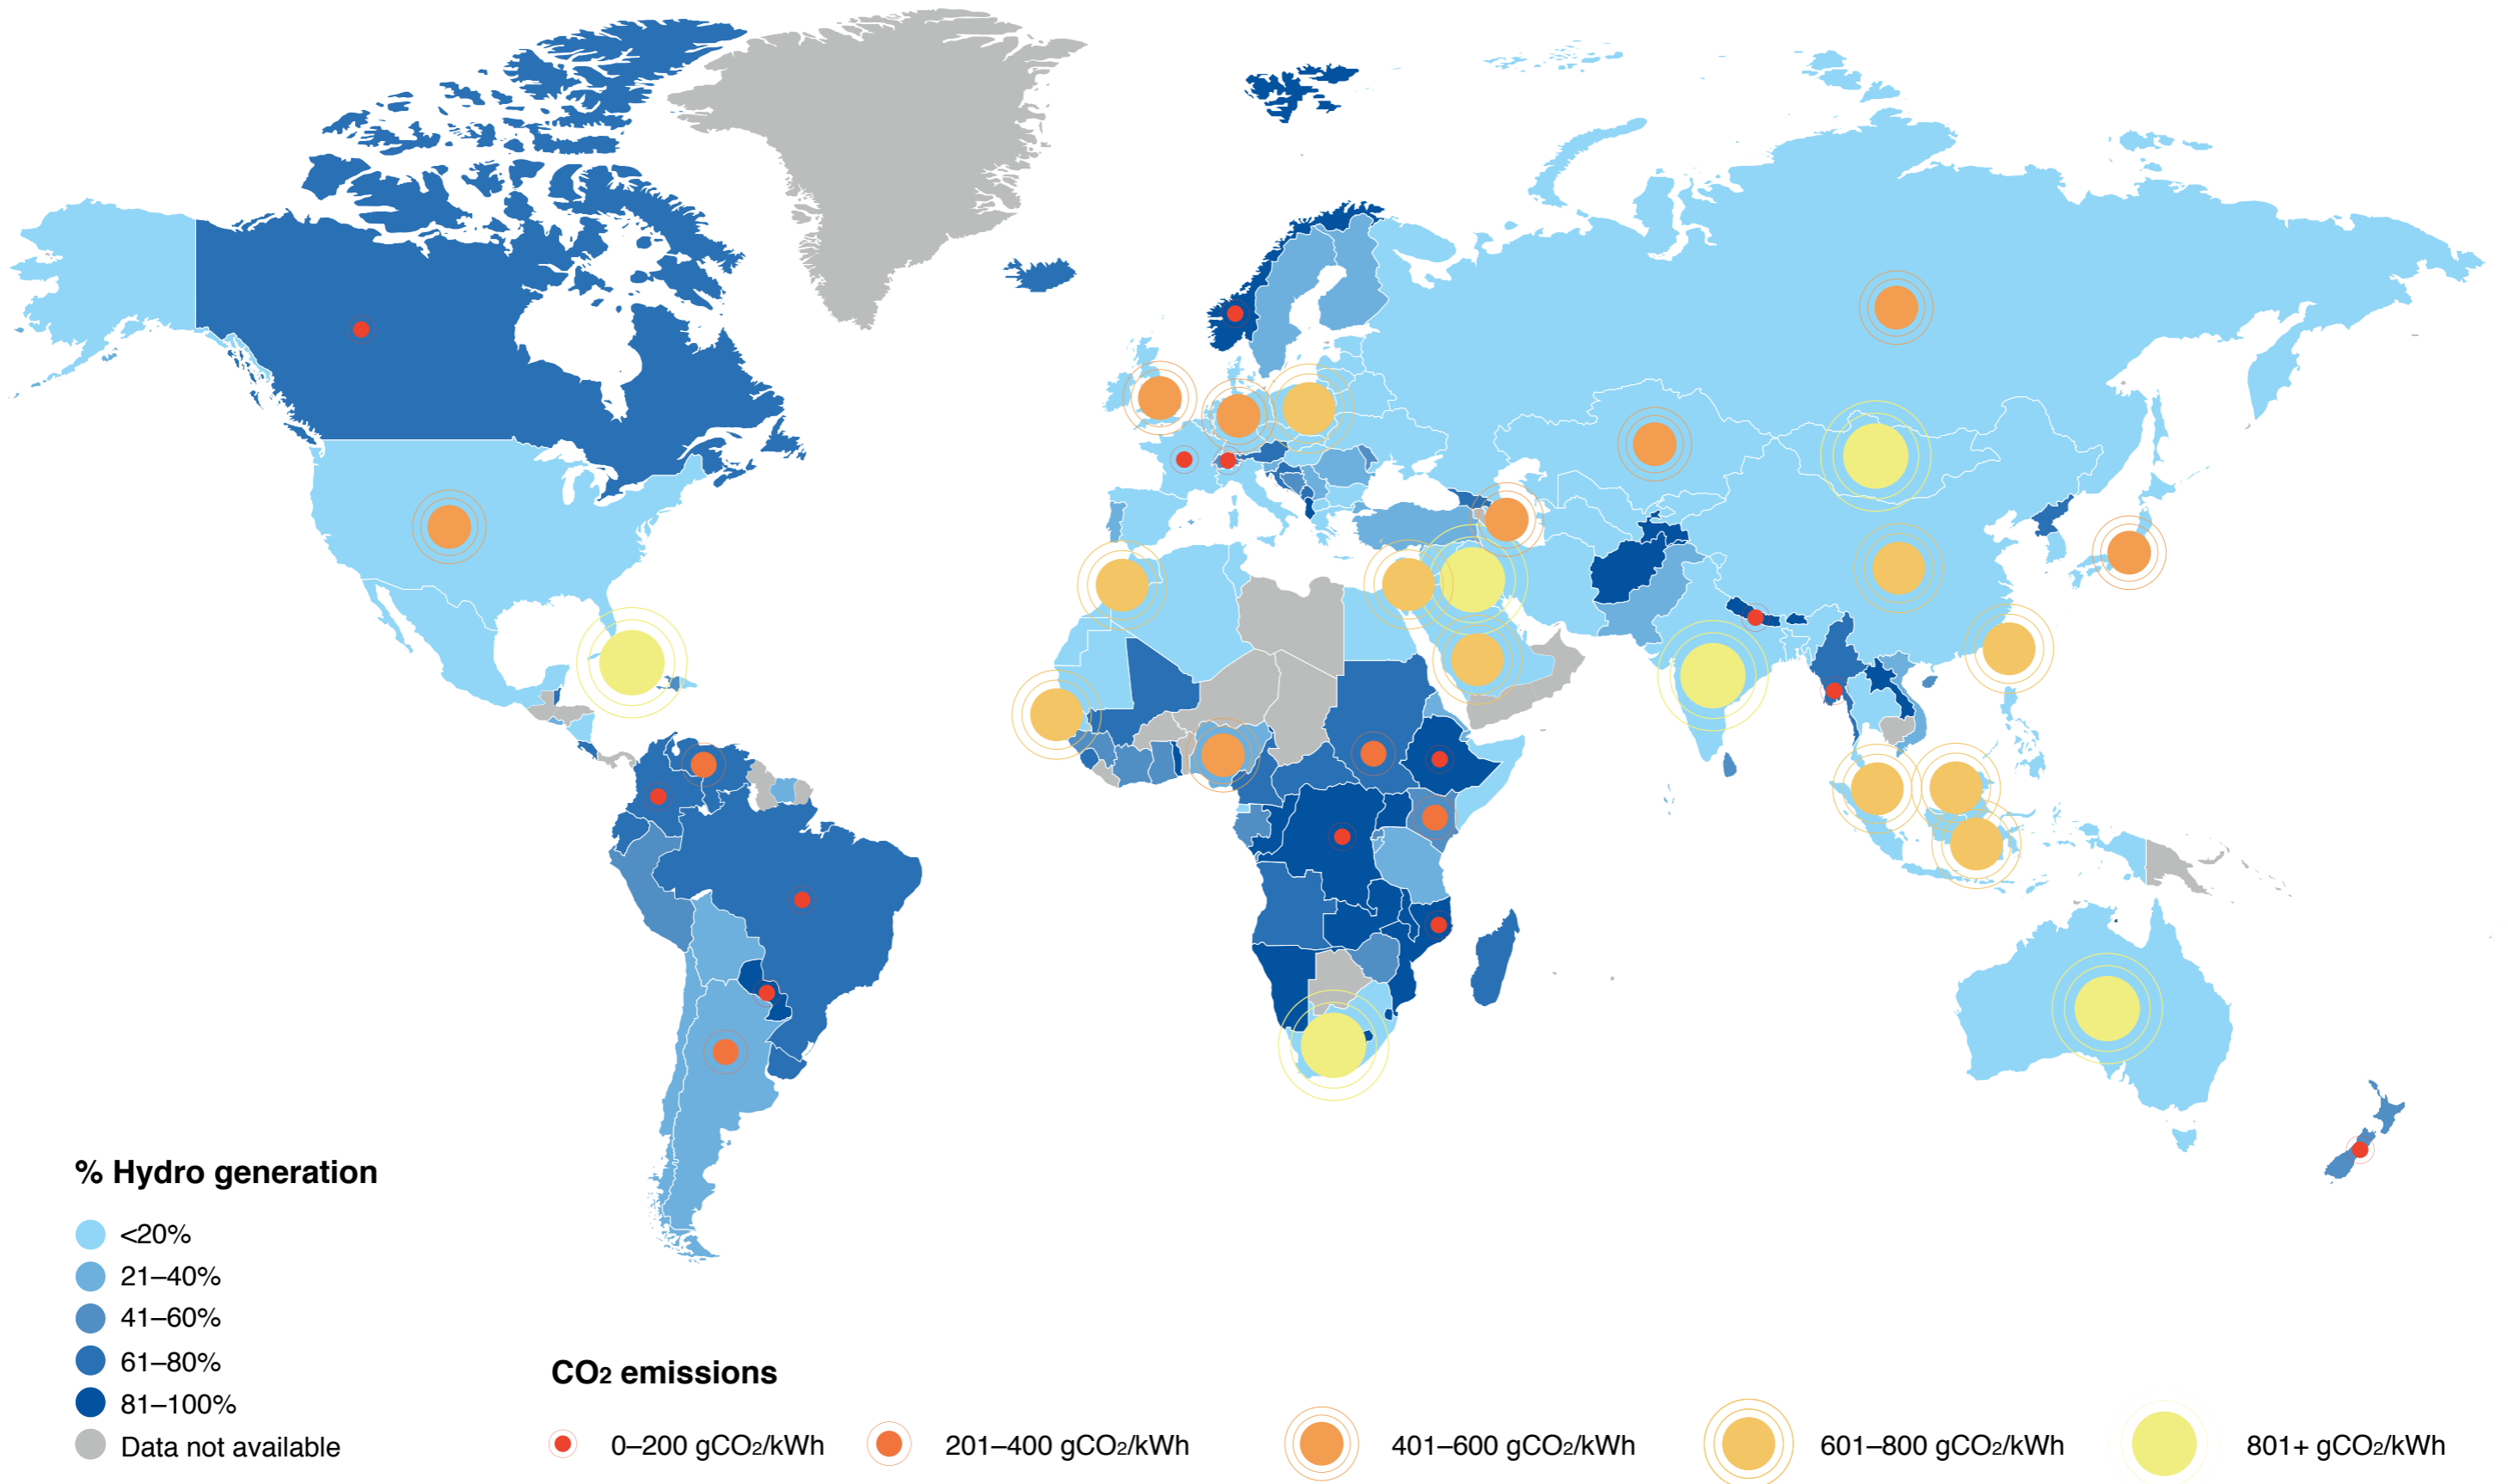 % Hydro generation
<20%
21–40%
41–60%
61–80%
81–100%
Data not available
CO₂ emissions
0–200 gCO₂/kWh
201–400 gCO₂/kWh
401–600 gCO₂/kWh
601–800 gCO₂/kWh
801+ gCO₂/kWh